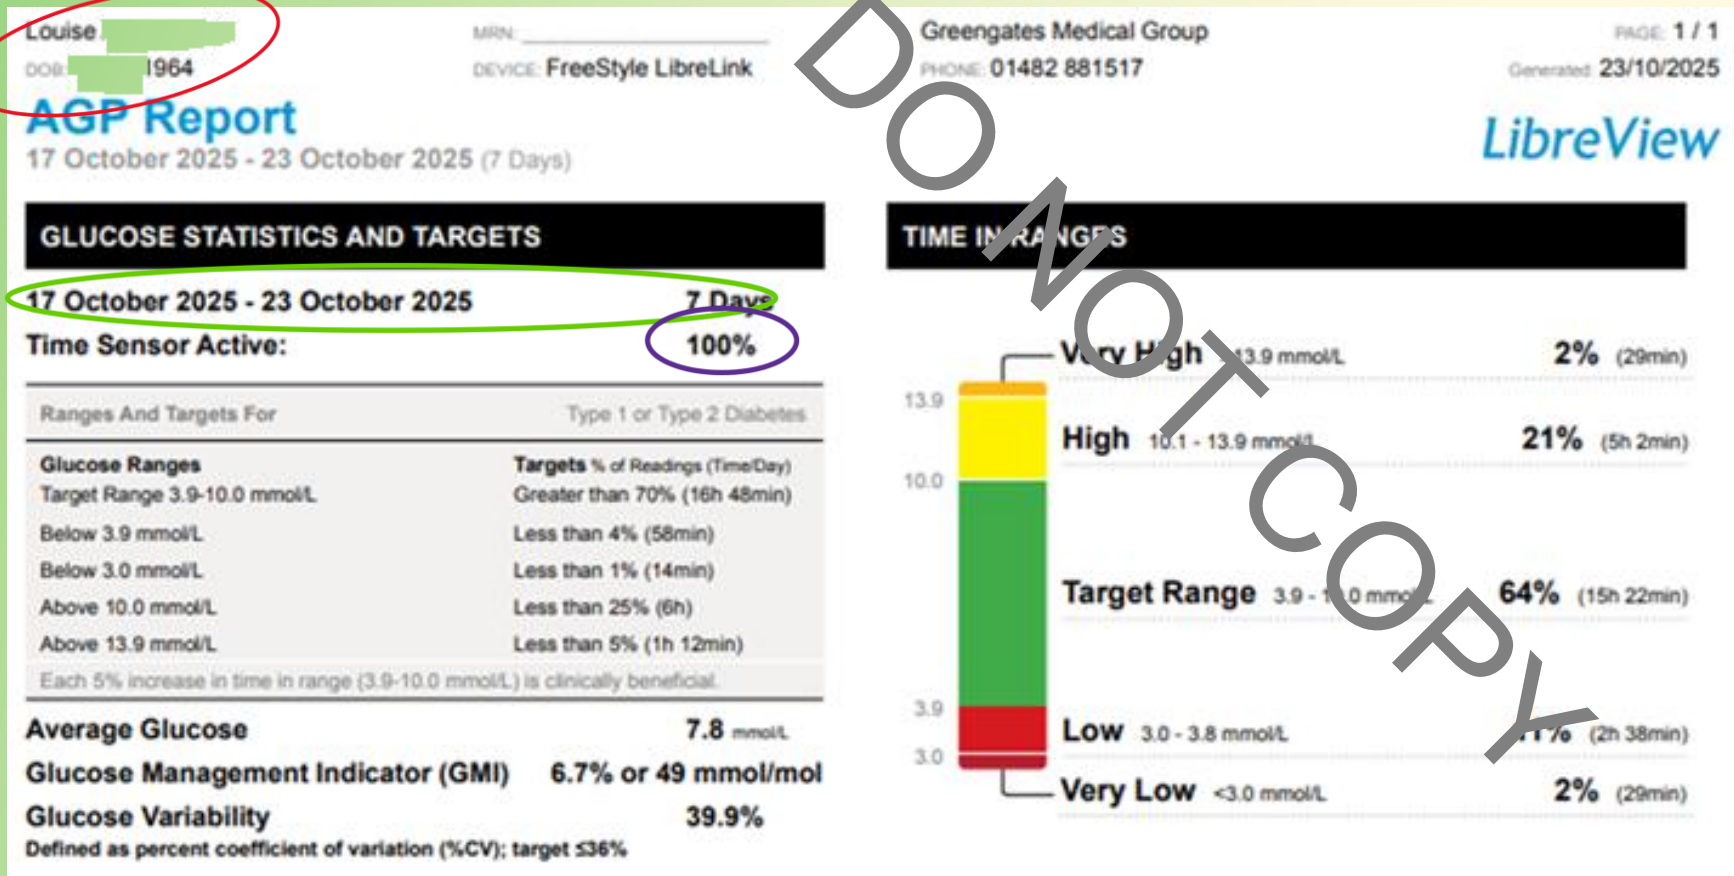 Louise
MRN:
Greengates Medical Group
PAGE: 1 / 1
DOB: 1964
DEVICE: FreeStyle LibreLink
PHONE: 01482 881517
Generated: 23/10/2025
AGP Report
LibreView
17 October 2025 - 23 October 2025 (7 Days)
GLUCOSE STATISTICS AND TARGETS
17 October 2025 - 23 October 2025 7 Days
Time Sensor Active: 100%
Ranges And Targets For Type 1 or Type 2 Diabetes
Glucose Ranges Targets % of Readings (Time/Day)
Target Range 3.9-10.0 mmol/L Greater than 70% (16h 48min)
Below 3.9 mmol/L Less than 4% (58min)
Below 3.0 mmol/L Less than 1% (14min)
Above 10.0 mmol/L Less than 25% (6h)
Above 13.9 mmol/L Less than 5% (1h 12min)
Each 5% increase in time in range (3.9-10.0 mmol/L) is clinically beneficial.
Average Glucose 7.8 mmol/L
Glucose Management Indicator (GMI) 6.7% or 49 mmol/mol
Glucose Variability 39.9%
Defined as percent coefficient of variation (%CV); target ≤36%
TIME IN RANGES
Very High 13.9 mmol/L 2% (29min)
13.9
High 10.1 - 13.9 mmol/L 21% (5h 2min)
10.0
Target Range 3.9 - 10.0 mmol/L 64% (15h 22min)
3.9
Low 3.0 - 3.8 mmol/L (2h 38min)
3.0
Very Low <3.0 mmol/L 2% (29min)
DO NOT COPY